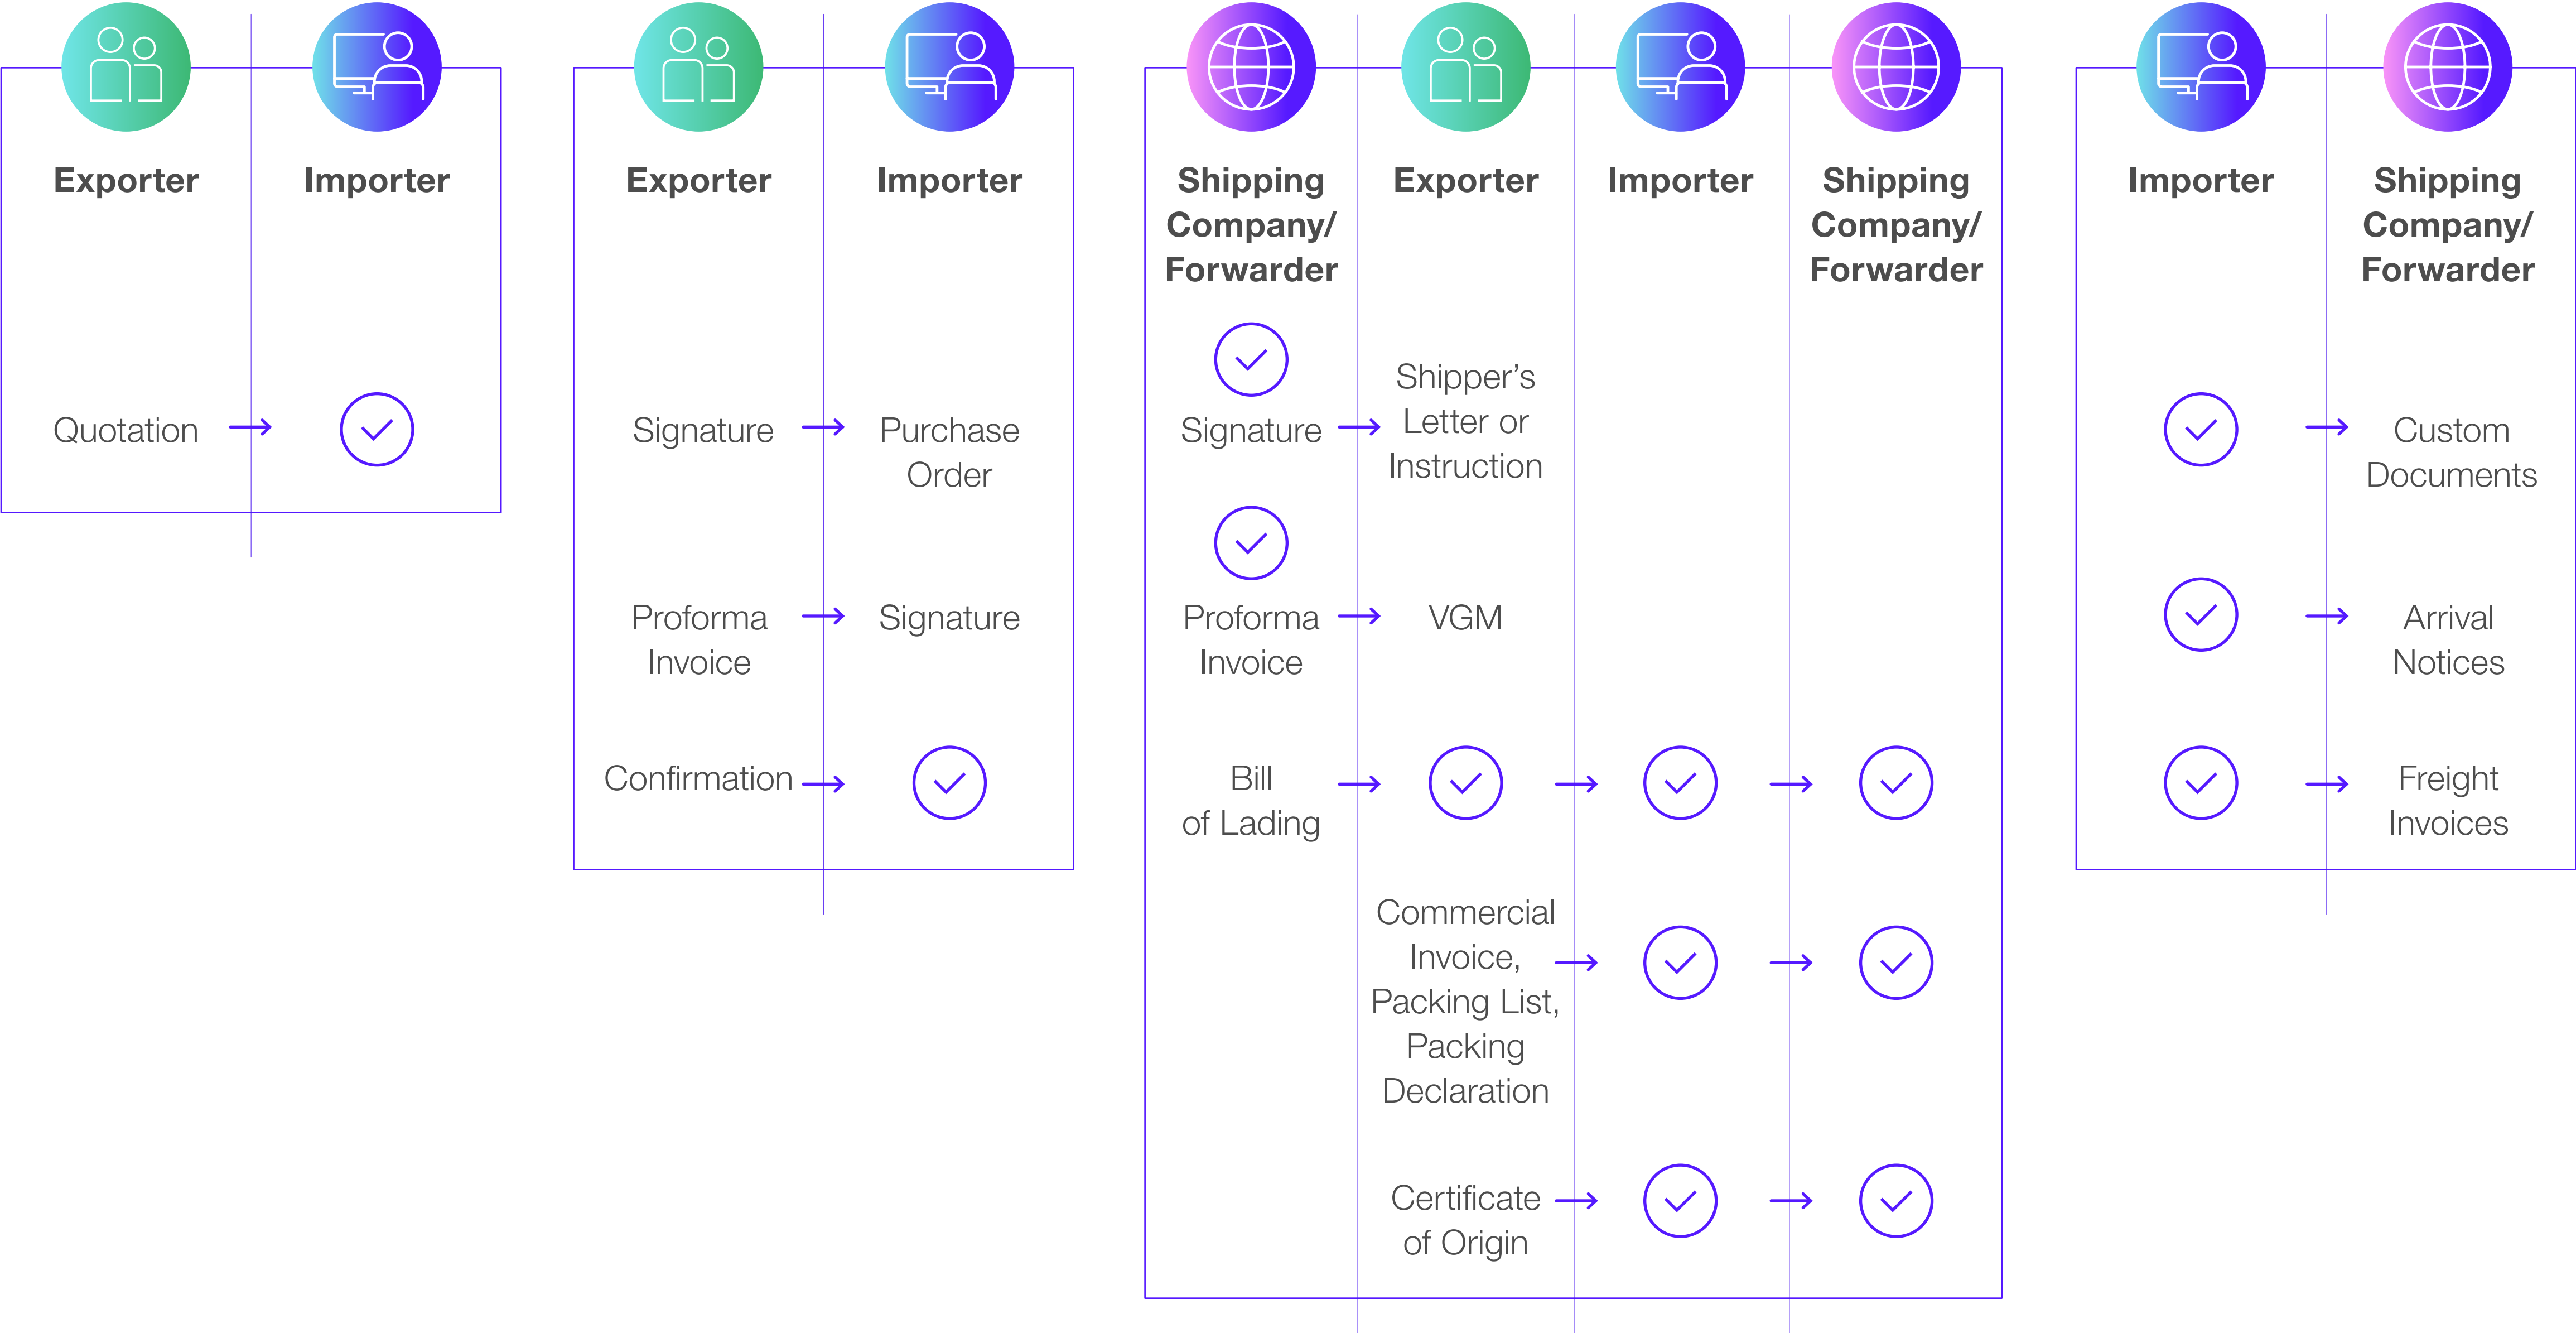 Exporter
Importer
Quotation
Exporter
Importer
Signature
Purchase
Order
Proforma
Invoice
Signature
Confirmation
Shipping
Company/
Forwarder
Exporter
Importer
Shipping
Company/
Forwarder
Signature
Shipper’s
Letter or
Instruction
Proforma
Invoice
VGM
Bill
of Lading
Commercial
Invoice,
Packing List,
Packing
Declaration
Certificate
of Origin
Importer
Shipping
Company/
Forwarder
Custom
Documents
Arrival
Notices
Freight
Invoices